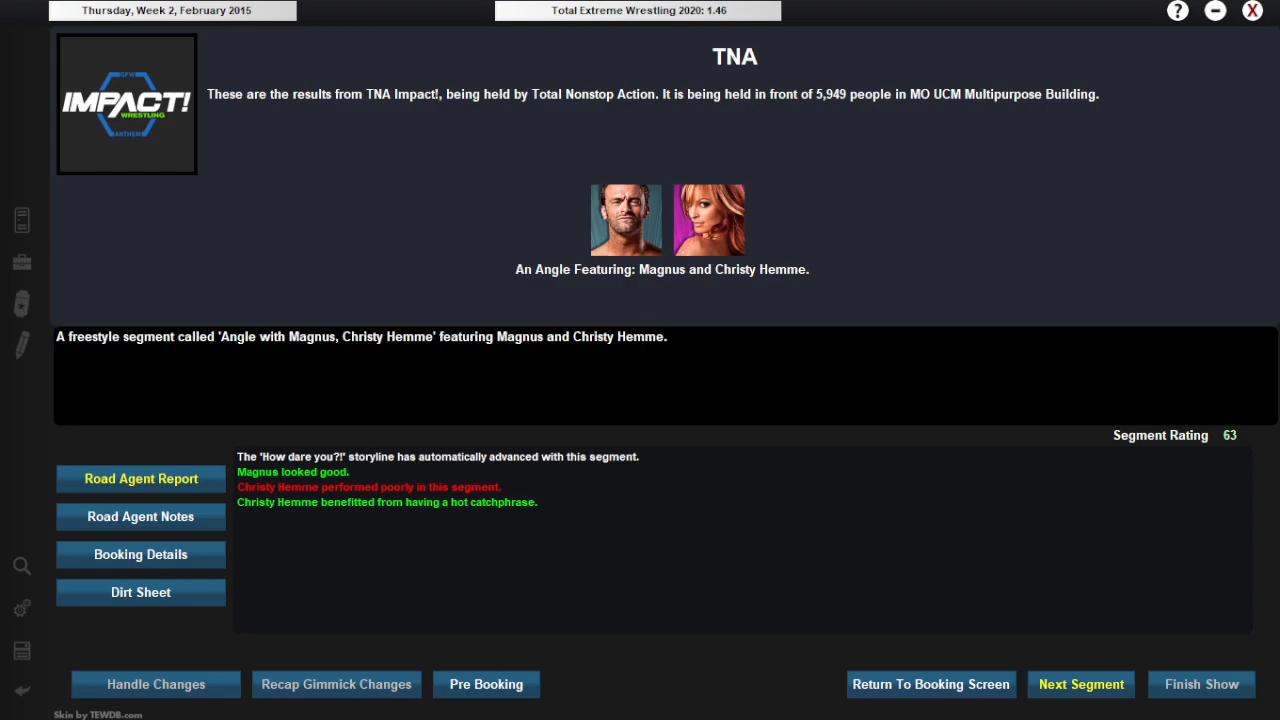 Thursday, Week 2, February 2015
Total Extreme Wrestling 2020: 1.46
?
X
TNA
GFW
IMPACT!
WRESTLING
ANTHEM
These are the results from TNA Impact!, being held by Total Nonstop Action. It is being held in front of 5,949 people in MO UCM Multipurpose Building.
An Angle Featuring: Magnus and Christy Hemme.
A freestyle segment called 'Angle with Magnus, Christy Hemme' featuring Magnus and Christy Hemme.
Segment Rating 63
The 'How dare you?!' storyline has automatically advanced with this segment.
Magnus looked good.
Christy Hemme performed poorly in this segment.
Christy Hemme benefitted from having a hot catchphrase.
Road Agent Report
Road Agent Notes
Booking Details
Dirt Sheet
Handle Changes
Recap Gimmick Changes
Pre Booking
Return To Booking Screen
Next Segment
Finish Show
Skin by TEWDB.com